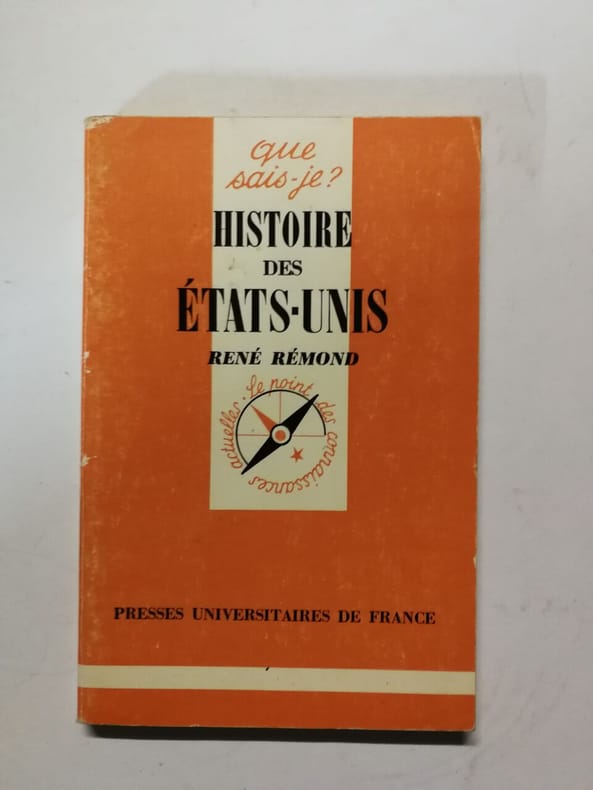 que
sais-je?
HISTOIRE
DES
ÉTATS-UNIS
RENÉ RÉMOND
Le point des connaissances actuelles.
PRESSES UNIVERSITAIRES DE FRANCE